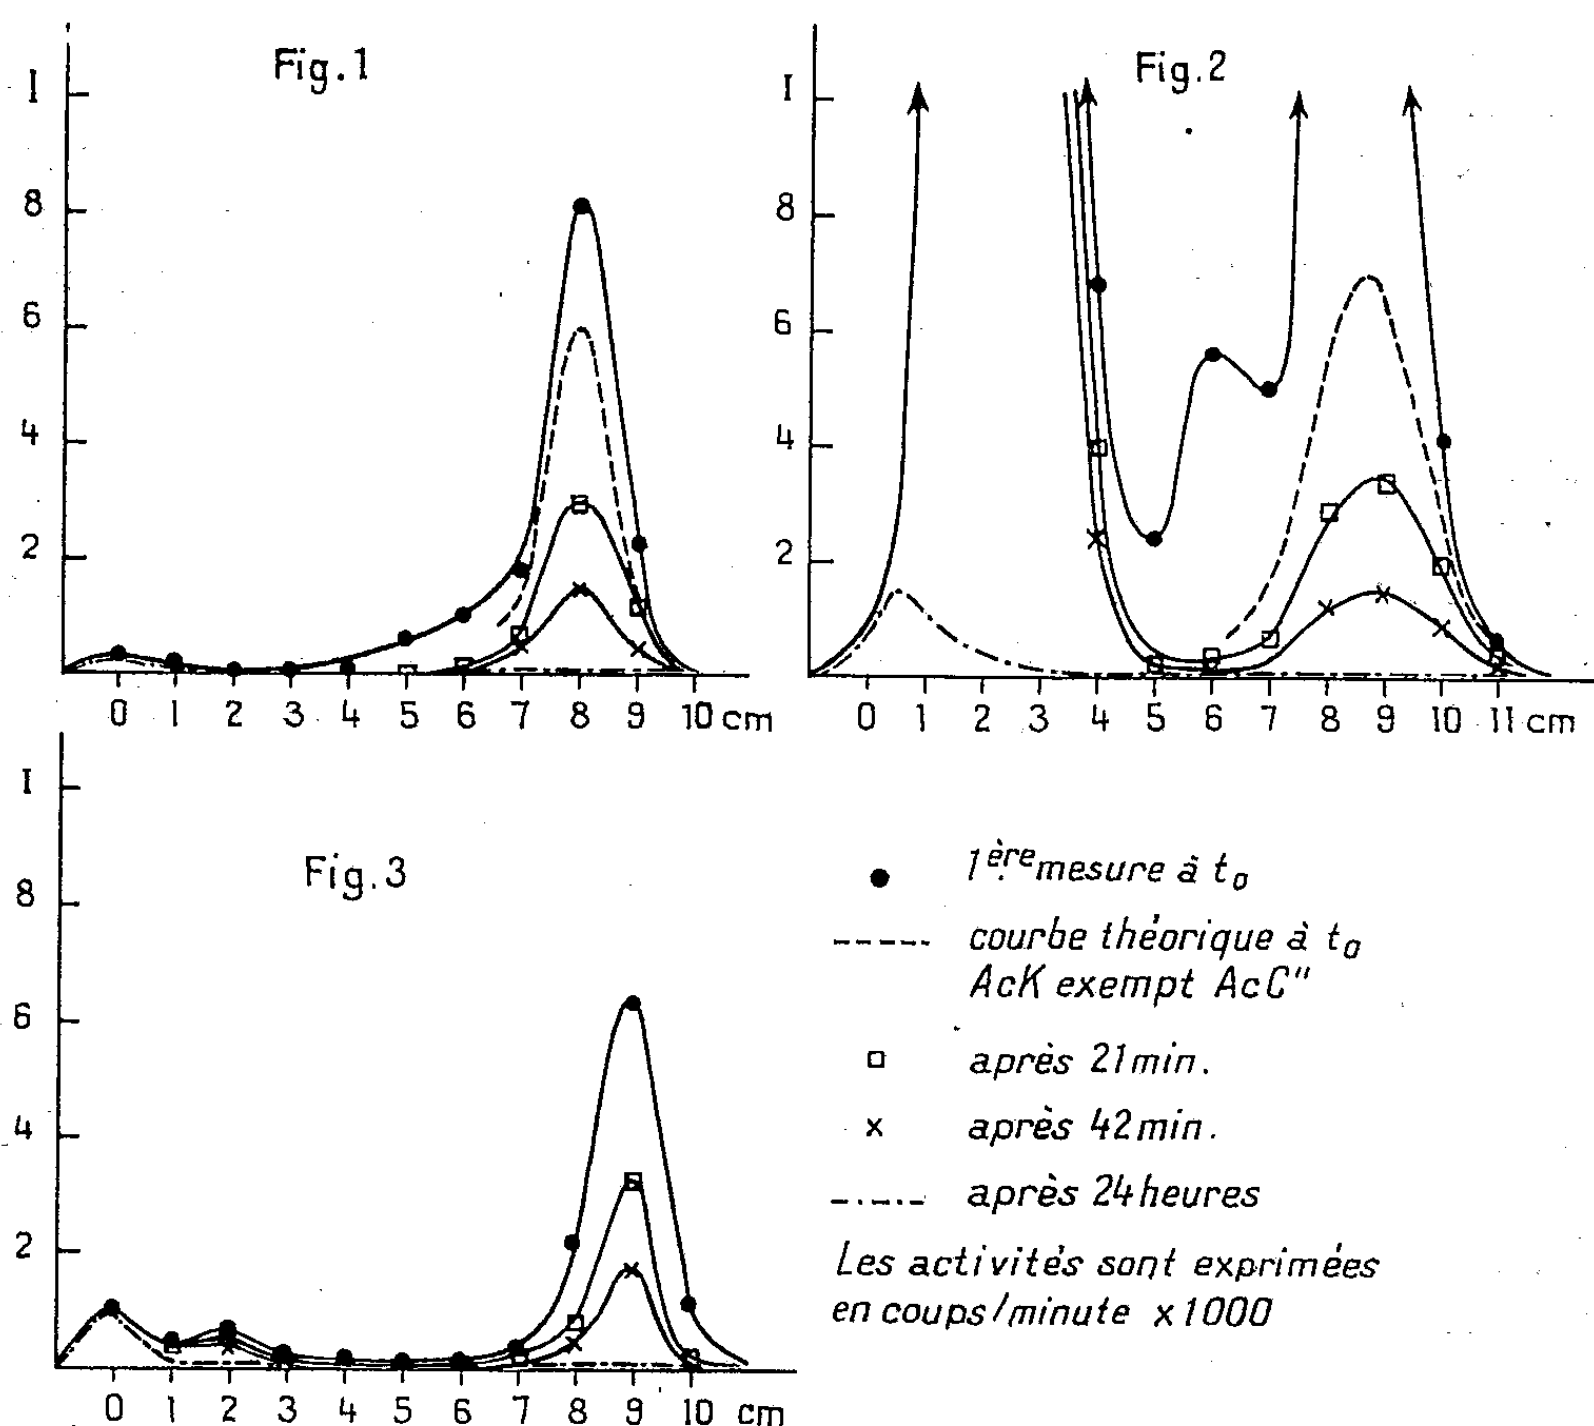 Fig.1
I
8
6
4
2
0 1 2 3 4 5 6 7 8 9 10 cm
Fig.2
I
8
6
4
2
0 1 2 3 4 5 6 7 8 9 10 11 cm
Fig.3
I
8
6
4
2
0 1 2 3 4 5 6 7 8 9 10 cm
1ère mesure à t₀
courbe théorique à t₀
AcK exempt AcC"
après 21 min.
après 42 min.
après 24 heures
Les activités sont exprimées
en coups/minute x 1000